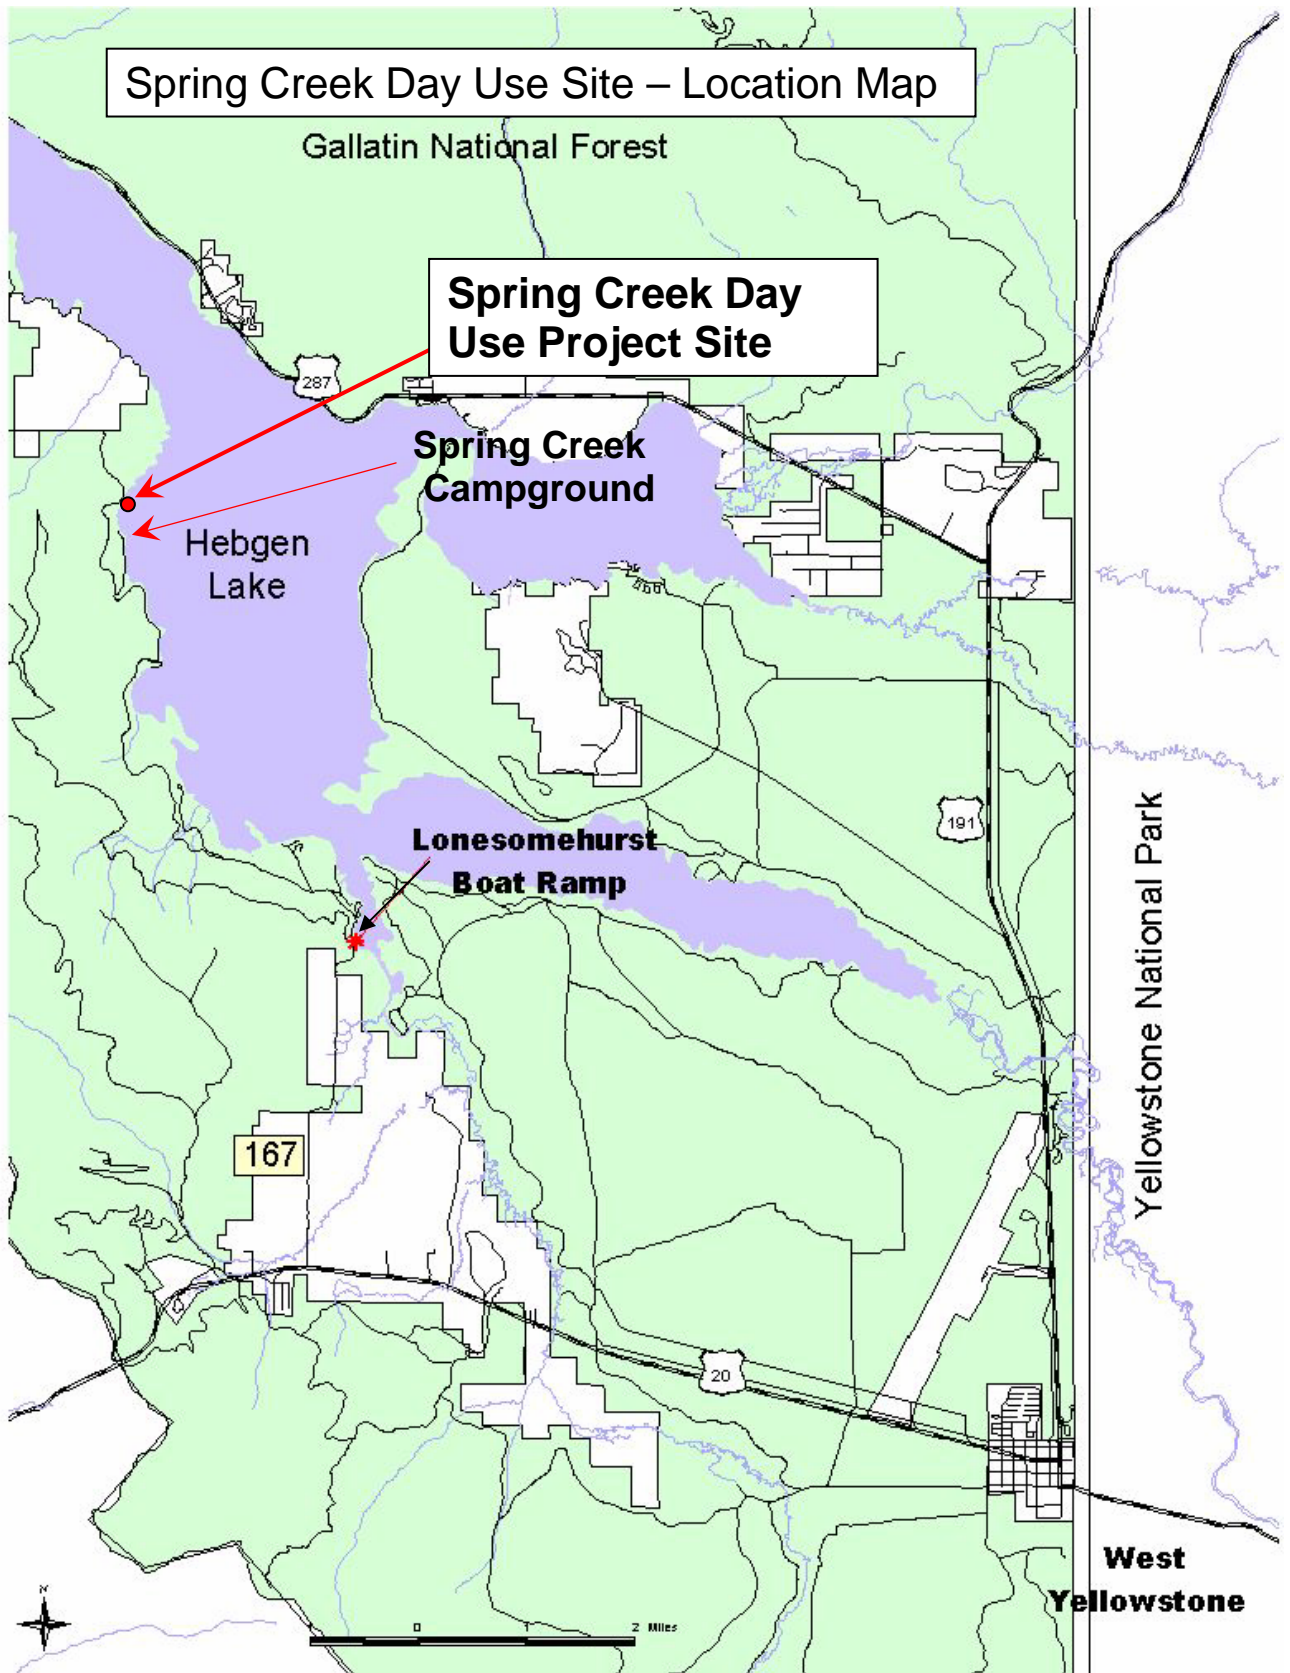 Spring Creek Day Use Site – Location Map
Gallatin National Forest
Spring Creek Day
Use Project Site
287
Spring Creek
Campground
Hebgen
Lake
191
Lonesomehurst
Boat Ramp
Yellowstone National Park
167
20
West
Yellowstone
N
0 1 2 Miles